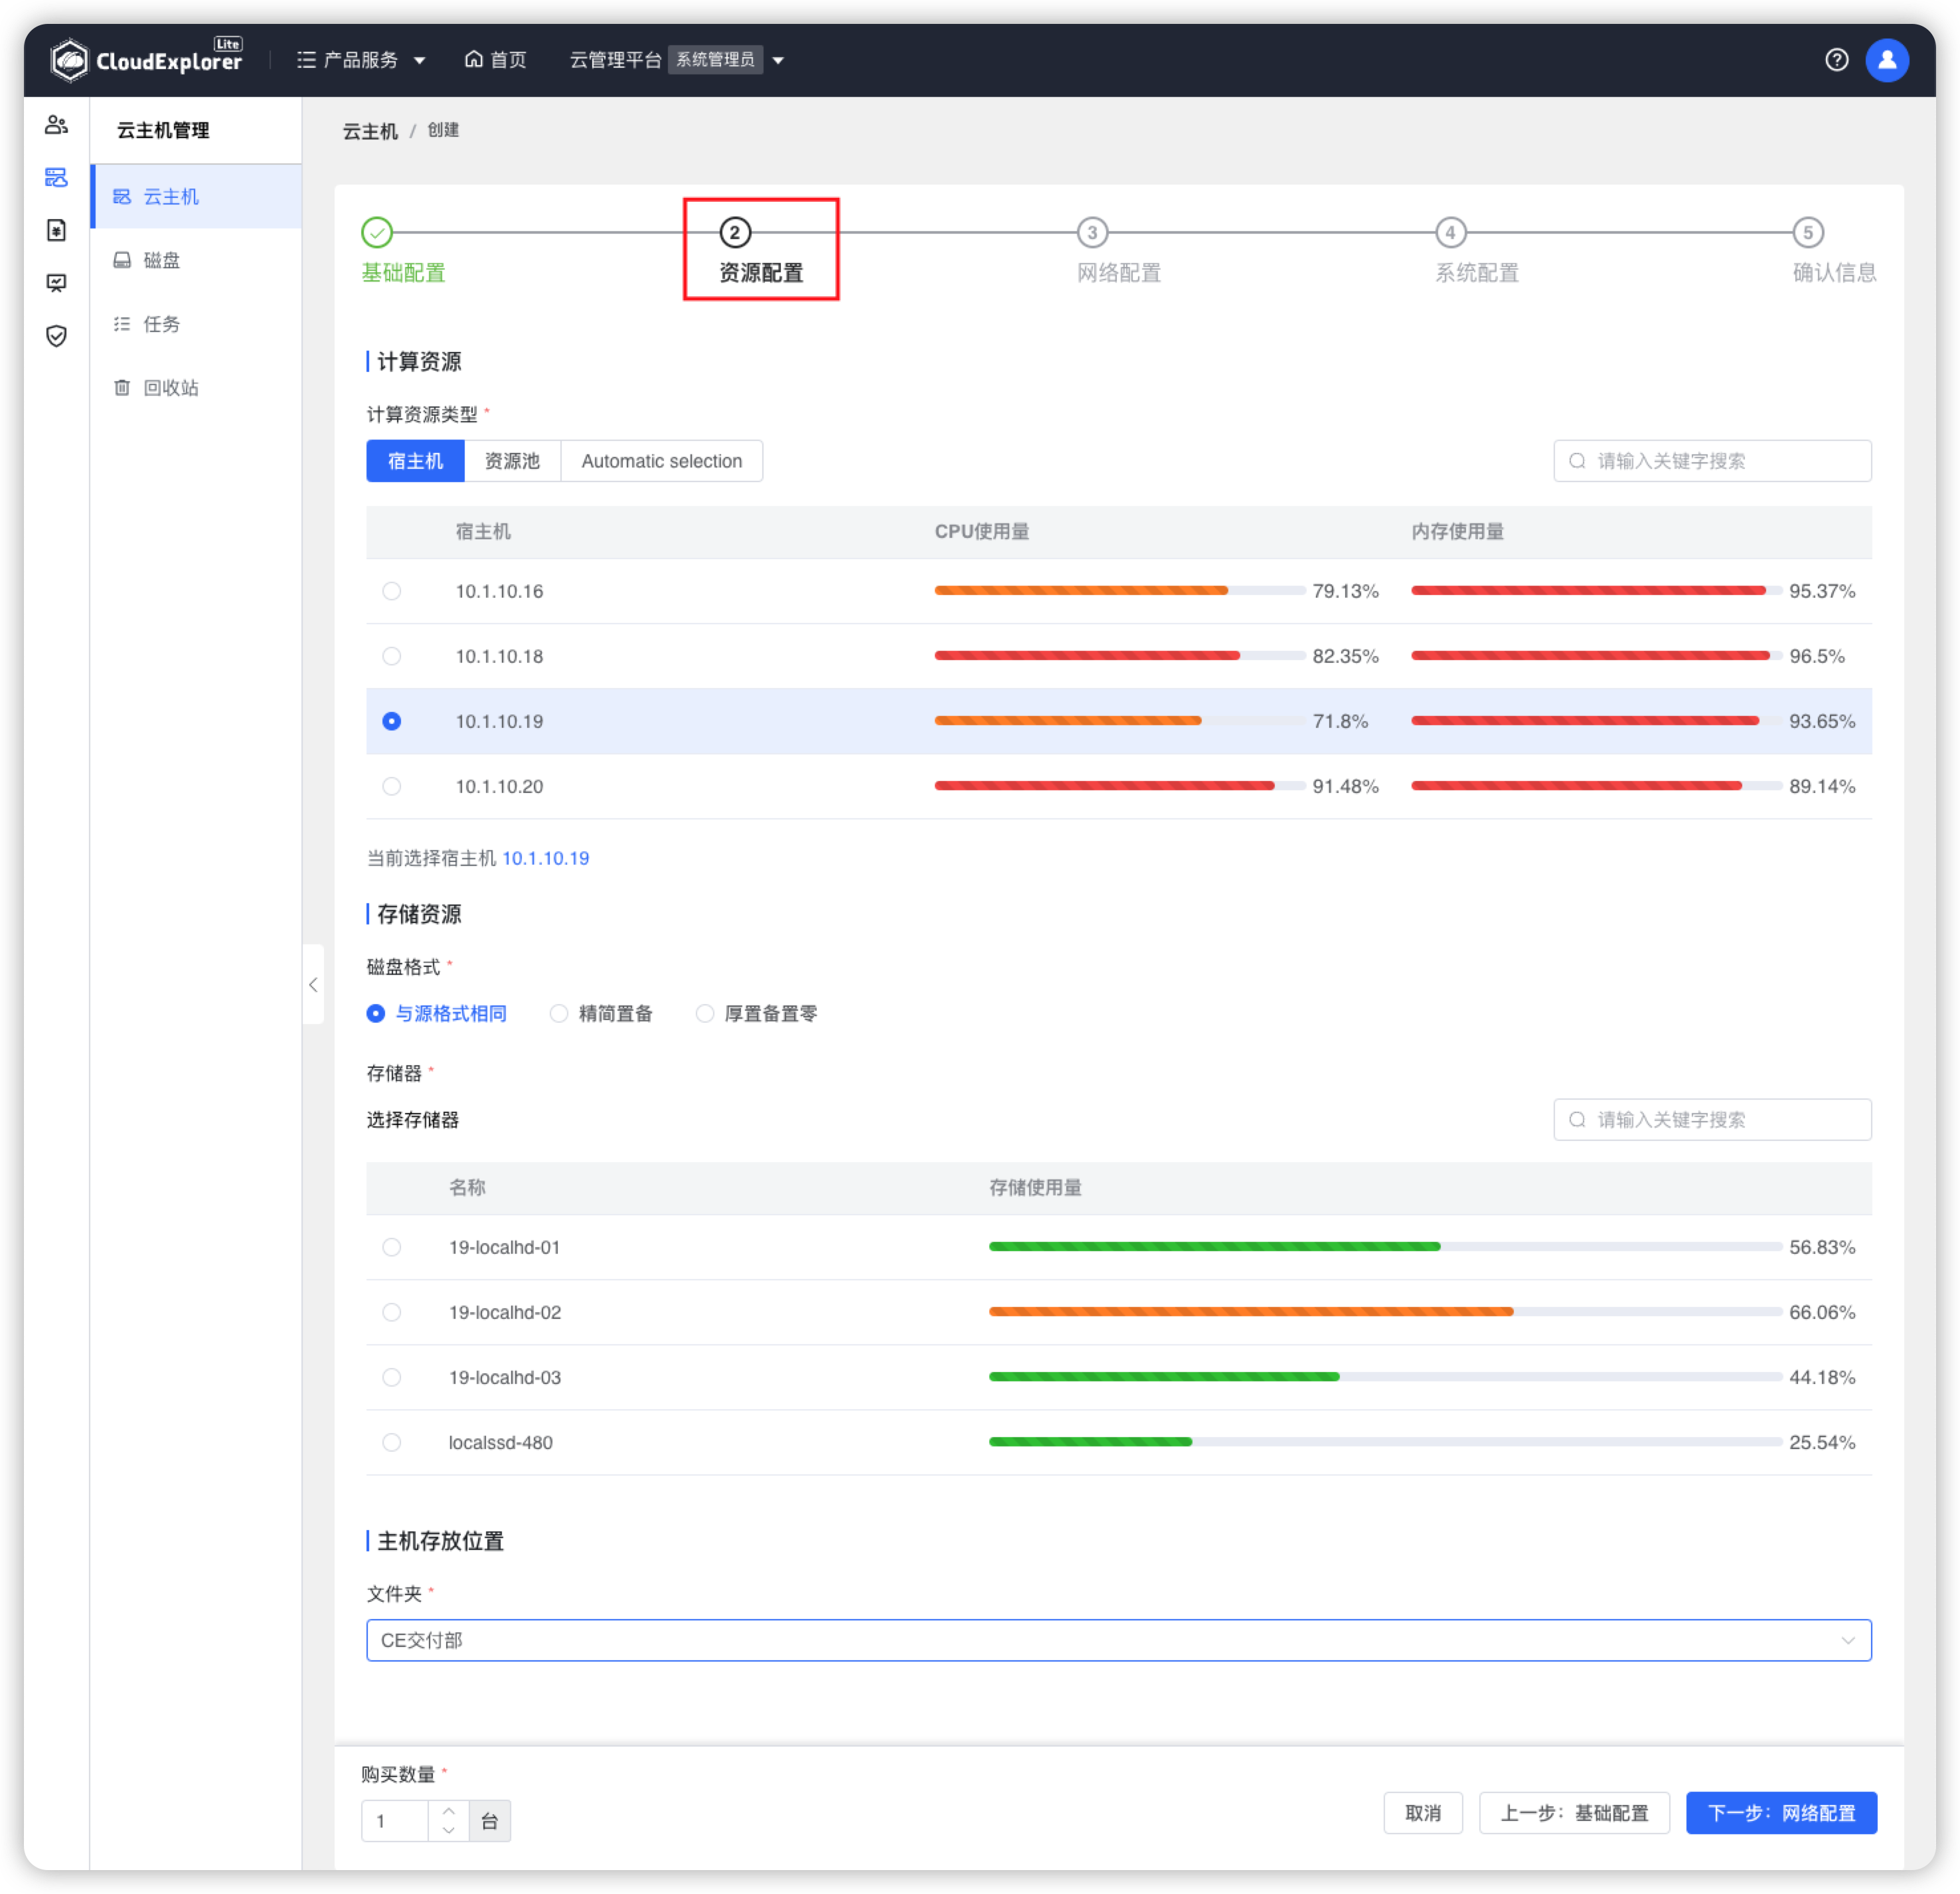 CloudExplorer Lite 产品服务 首页 云管理平台 系统管理员
云主机管理
云主机
磁盘
任务
回收站
云主机 / 创建
2 3 4 5
基础配置 资源配置 网络配置 系统配置 确认信息
计算资源
计算资源类型 *
宿主机 资源池 Automatic selection 请输入关键字搜索
宿主机 CPU使用量 内存使用量
10.1.10.16 79.13% 95.37%
10.1.10.18 82.35% 96.5%
10.1.10.19 71.8% 93.65%
10.1.10.20 91.48% 89.14%
当前选择宿主机 10.1.10.19
存储资源
磁盘格式 *
与源格式相同 精简置备 厚置备置零
存储器 *
选择存储器 请输入关键字搜索
名称 存储使用量
19-localhd-01 56.83%
19-localhd-02 66.06%
19-localhd-03 44.18%
localssd-480 25.54%
主机存放位置
文件夹 *
CE交付部
购买数量 *
1 台 取消 上一步：基础配置 下一步：网络配置